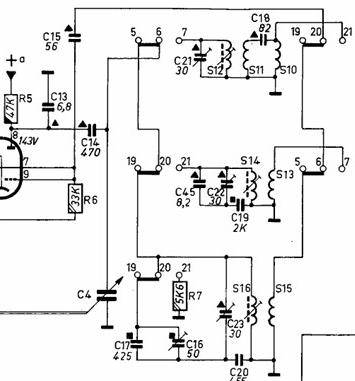 C18
82
C15
56
5 6 7
19 20 21
+a
C21
30
S12
S11
S10
R5
47K
C13
6,8
8
143V
C14
470
7
9
19 20 21
S14
S13
5 6 7
C45
8,2
C22
30
C19
2K
R6
33K
C4
19 20 21
5K6
R7
S16
S15
C23
30
C17
425
C16
50
C20